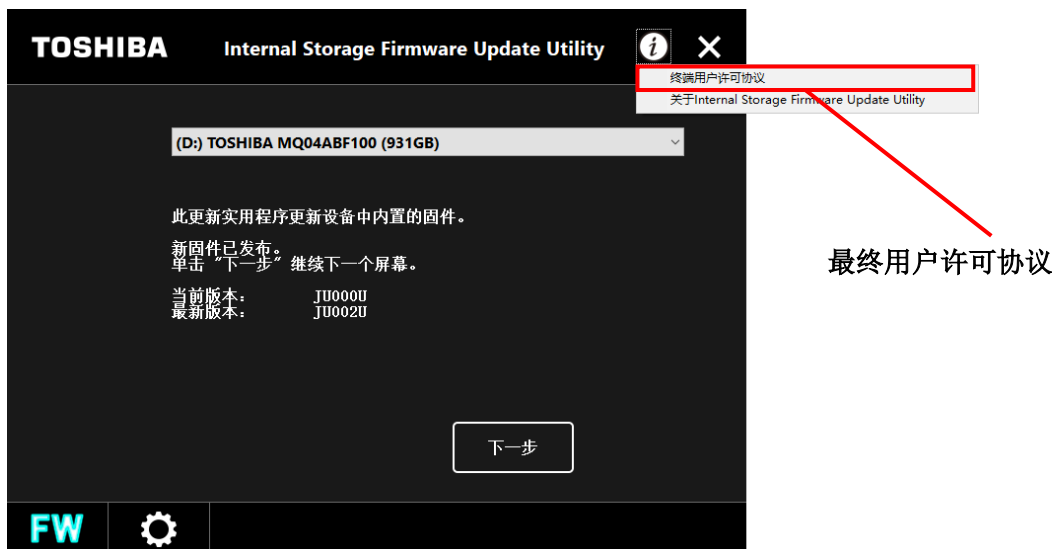 TOSHIBA
Internal Storage Firmware Update Utility
i
终端用户许可协议
关于Internal Storage Firmware Update Utility
(D:) TOSHIBA MQ04ABF100 (931GB)
此更新实用程序更新设备中内置的固件。
新固件已发布。
单击 "下一步" 继续下一个屏幕。
最终用户许可协议
当前版本: JU000U
最新版本: JU002U
下一步
FW